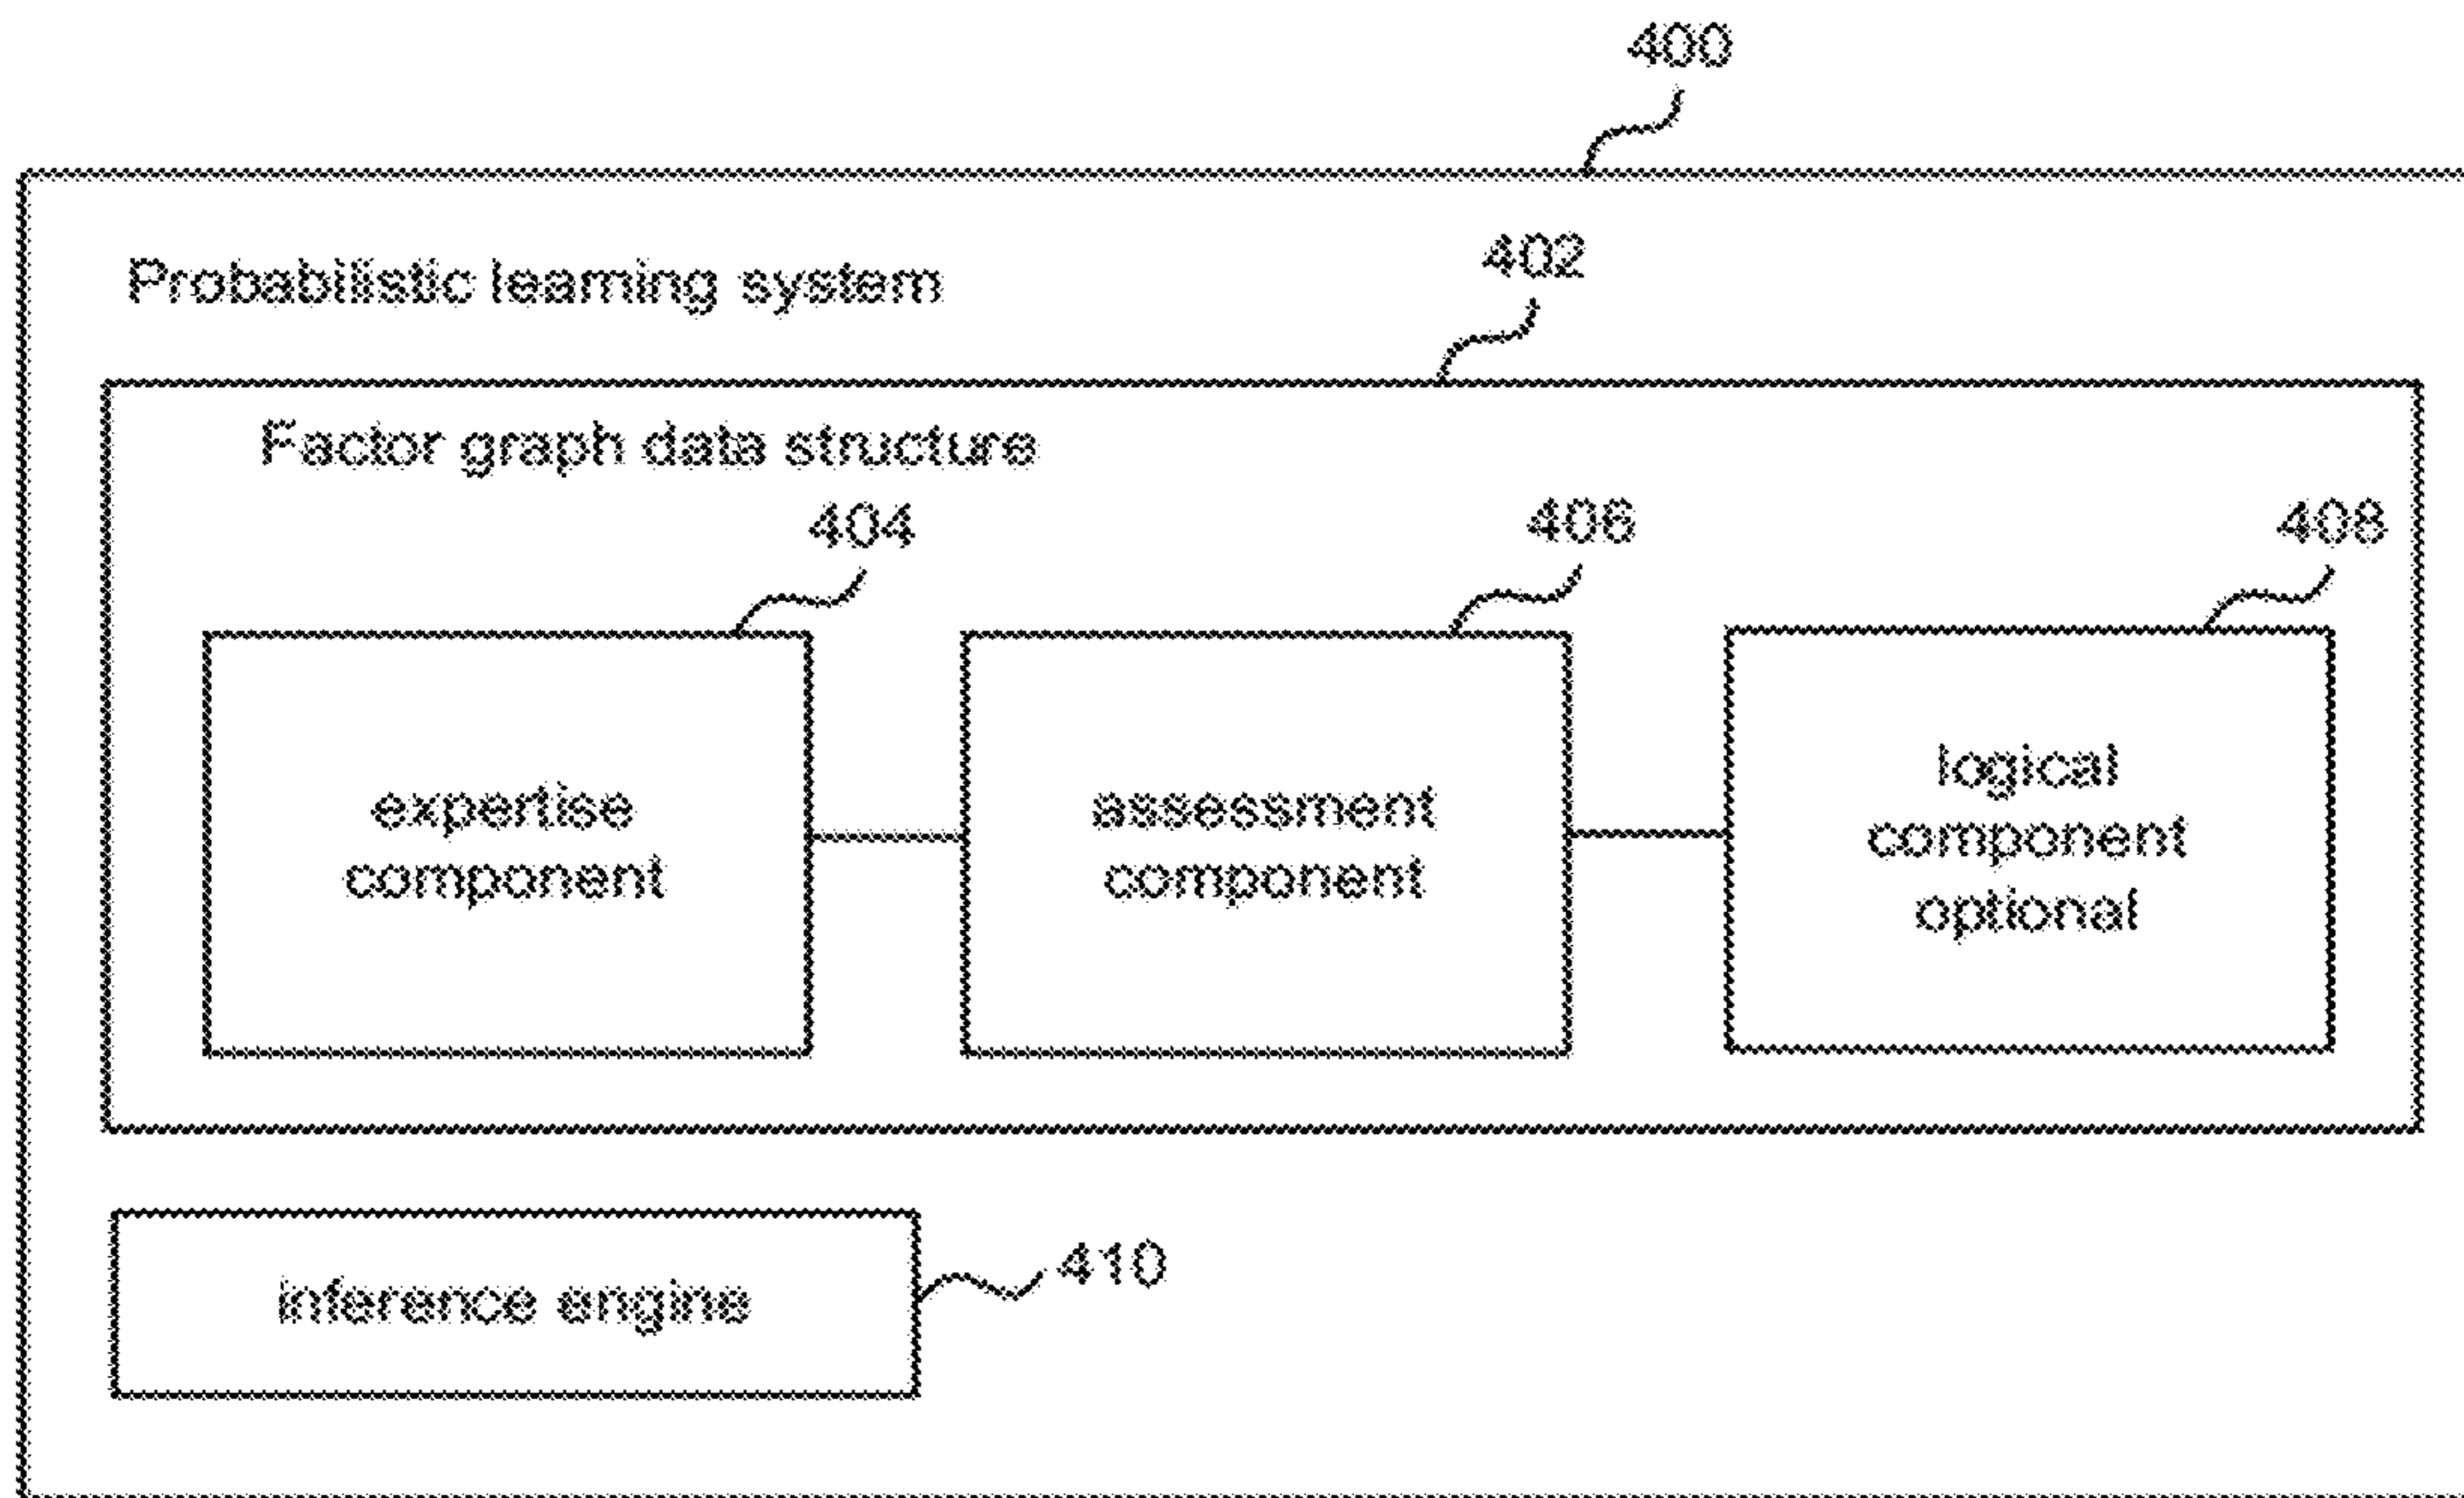 400
Probabilistic learning system
402
Factor graph data structure
404
406
408
expertise
component
assessment
component
logical
component
optional
inference engine
410